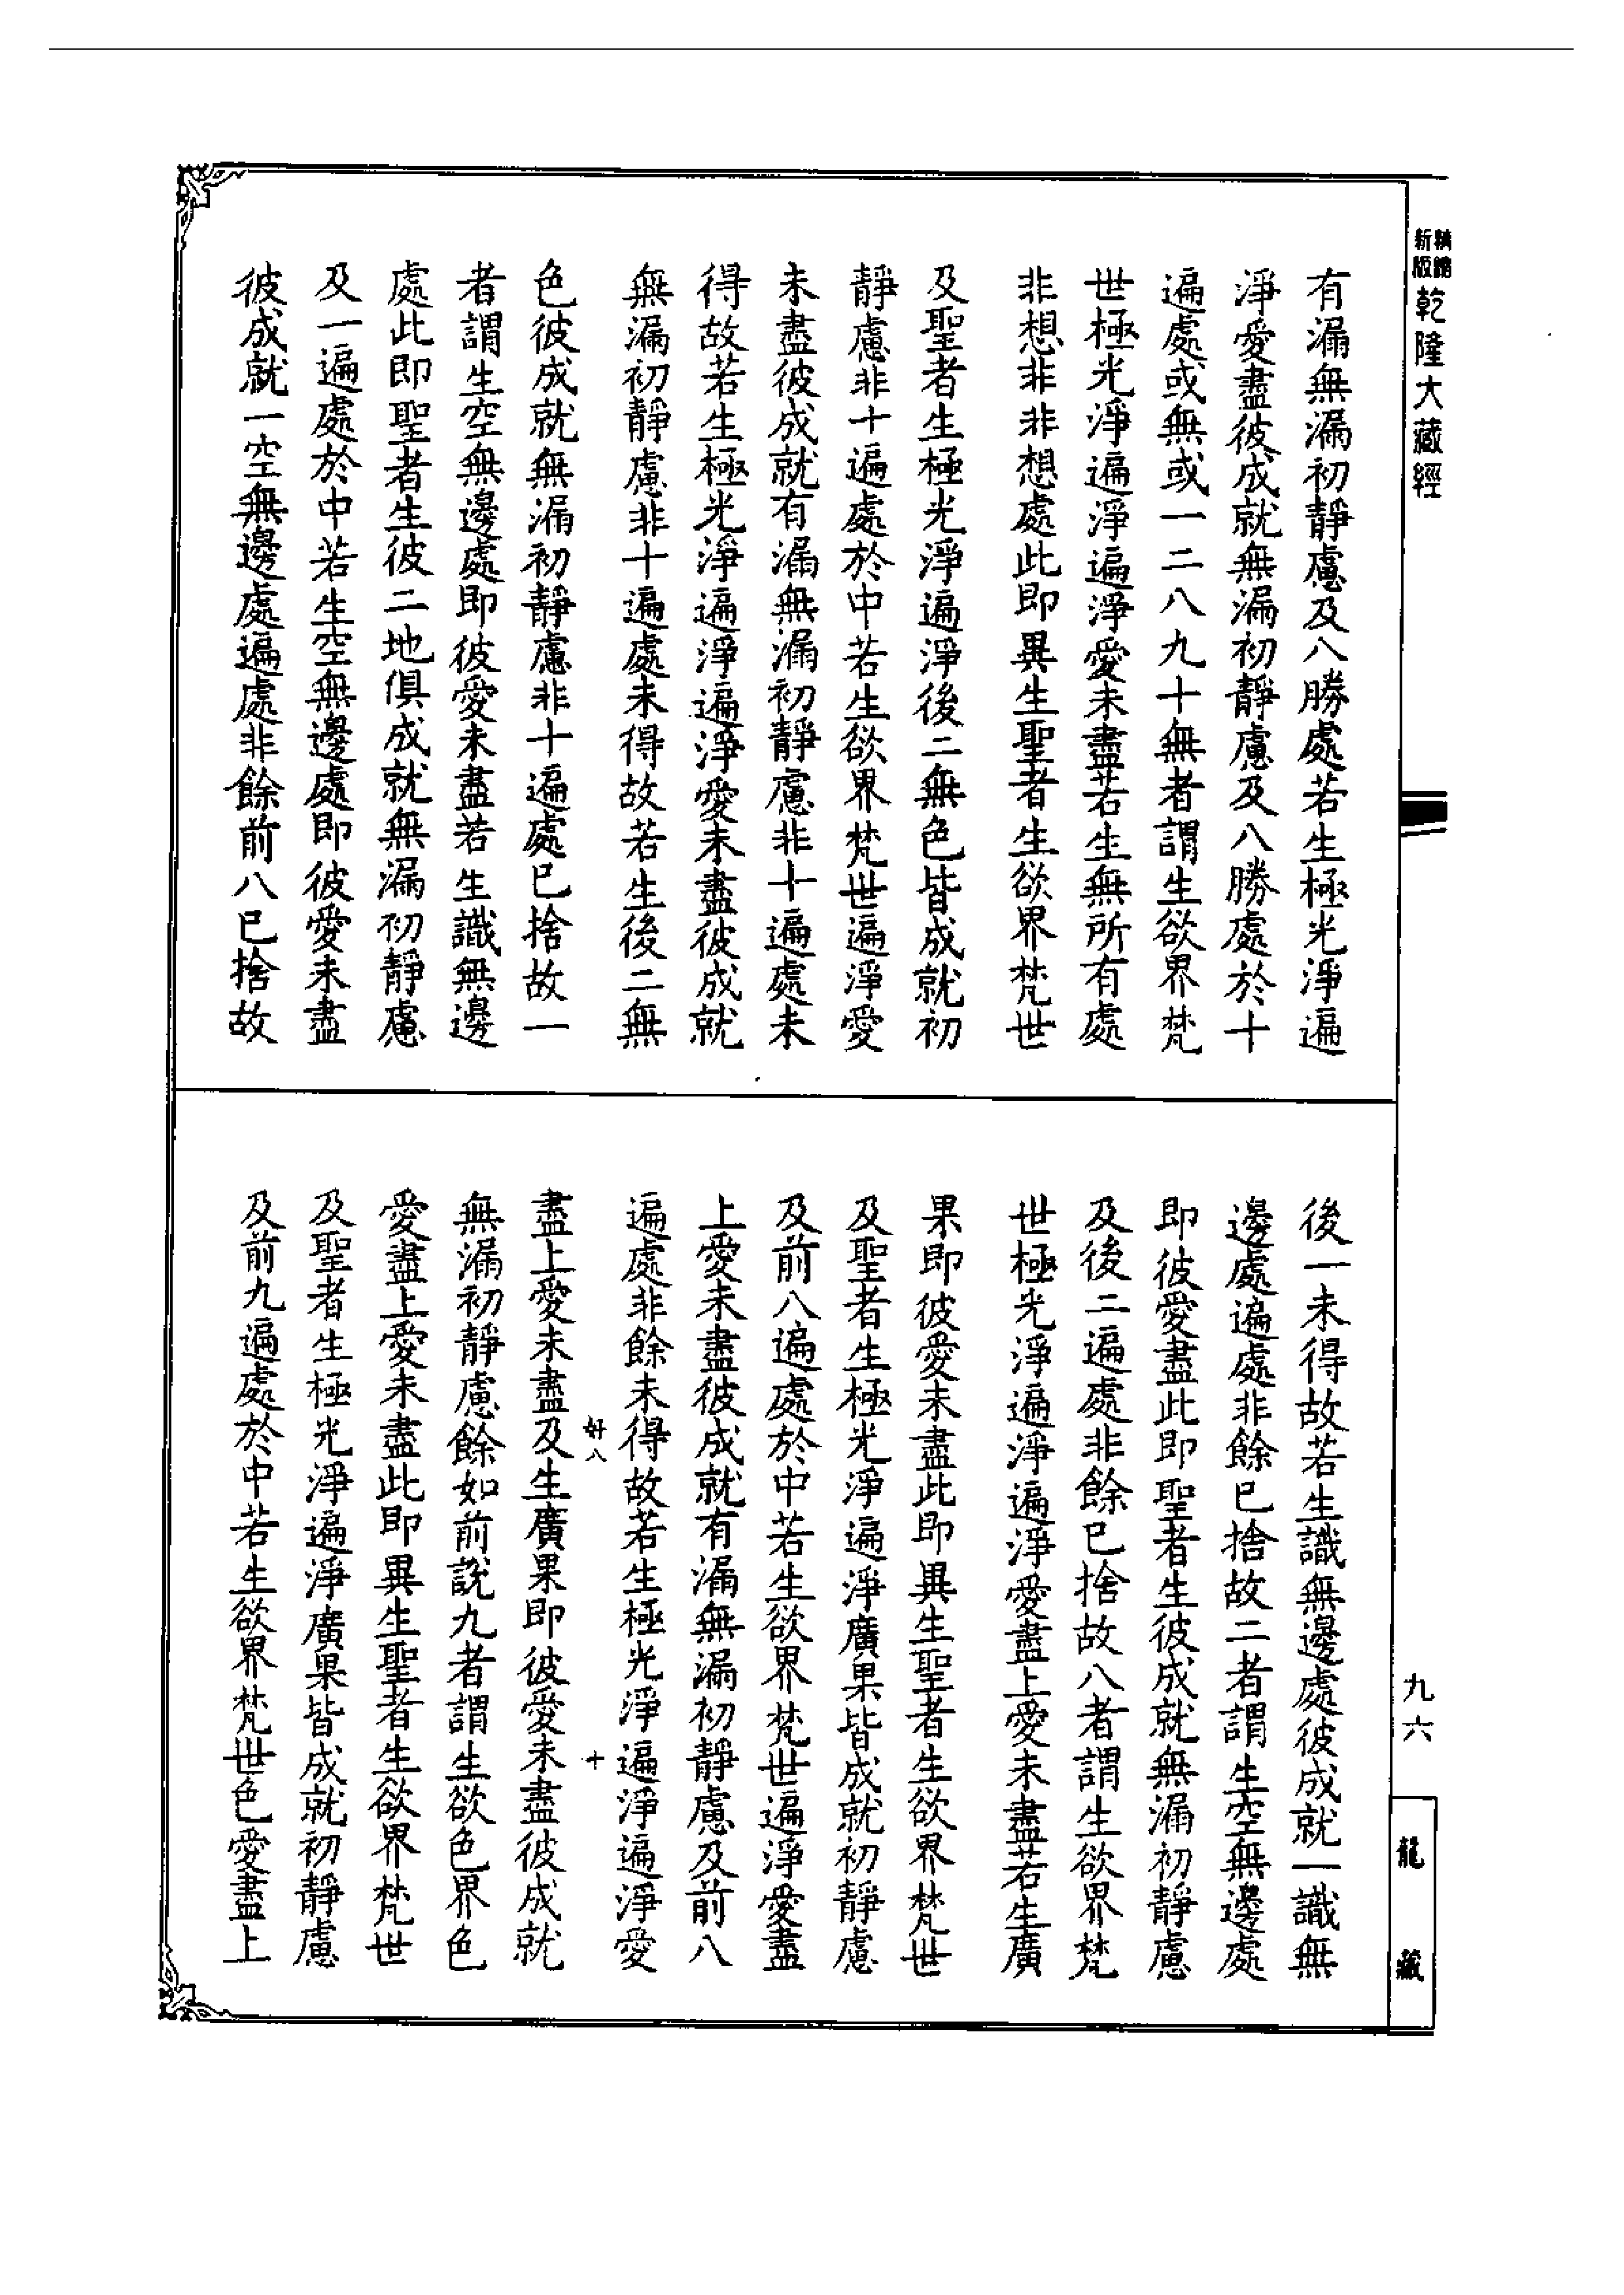 新版精縮乾隆大藏經
有漏無漏初靜慮及八勝處若生極光淨遍
淨愛盡彼成就無漏初靜慮及八勝處於十
遍處或無或一二八九十無者謂生欲界梵
世極光淨遍淨遍淨愛未盡若生無所有處
非想非非想處此即異生聖者生欲界梵世
及聖者生極光淨遍淨後二無色皆成就初
靜慮非十遍處於中若生欲界梵世遍淨愛
未盡彼成就有漏無漏初靜慮非十遍處未
得故若生極光淨遍淨遍淨愛未盡彼成就
無漏初靜慮非十遍處未得故若生後二無
色彼成就無漏初靜慮非十遍處已捨故一
者謂生空無邊處即彼愛未盡若生識無邊
處此即聖者生彼二地俱成就無漏初靜慮
及一遍處於中若生空無邊處即彼愛未盡
彼成就一空無邊處遍處非餘前八已捨故
後一未得故若生識無邊處彼成就一識無
邊處遍處非餘已捨故二者謂生空無邊處
即彼愛盡此即聖者生彼成就無漏初靜慮
及後二遍處非餘已捨故八者謂生欲界梵
世極光淨遍淨遍淨愛盡上愛未盡若生廣
果即彼愛未盡此即異生聖者生欲界梵世
及聖者生極光淨遍淨廣果皆成就初靜慮
及前八遍處於中若生欲界梵世遍淨愛盡
上愛未盡彼成就有漏無漏初靜慮及前八
遍處非餘未得故若生極光淨遍淨遍淨愛
好八 十
盡上愛未盡及生廣果即彼愛未盡彼成就
無漏初靜慮餘如前說九者謂生欲色界色
愛盡上愛未盡此即異生聖者生欲界梵世
及聖者生極光淨遍淨廣果皆成就初靜慮
及前九遍處於中若生欲界梵世色愛盡上
九六
龍藏